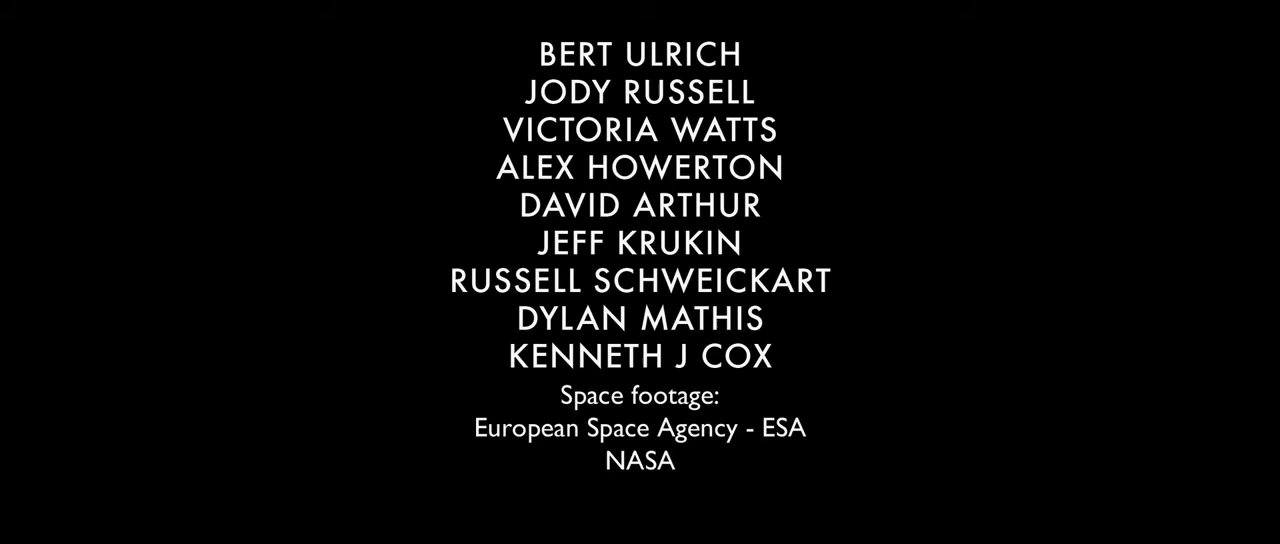 BERT ULRICH
JODY RUSSELL
VICTORIA WATTS
ALEX HOWERTON
DAVID ARTHUR
JEFF KRUKIN
RUSSELL SCHWEICKART
DYLAN MATHIS
KENNETH J COX
Space footage:
European Space Agency - ESA
NASA